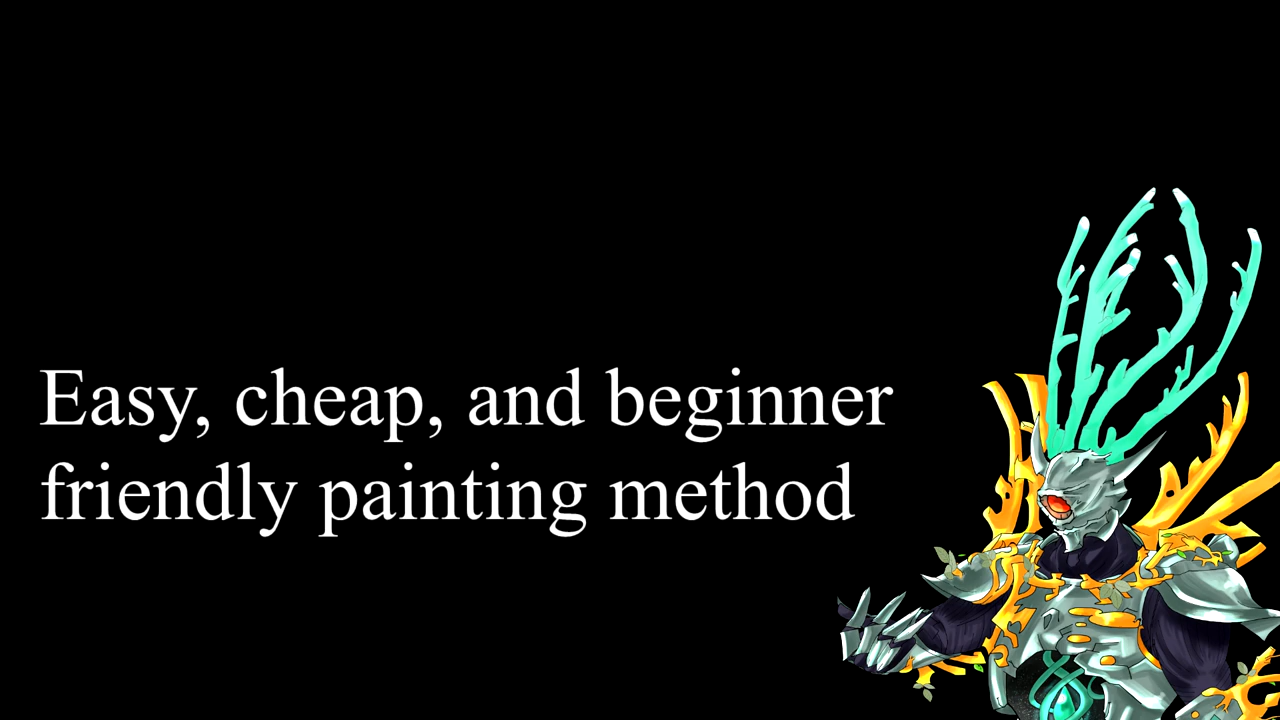 Easy, cheap, and beginner
friendly painting method